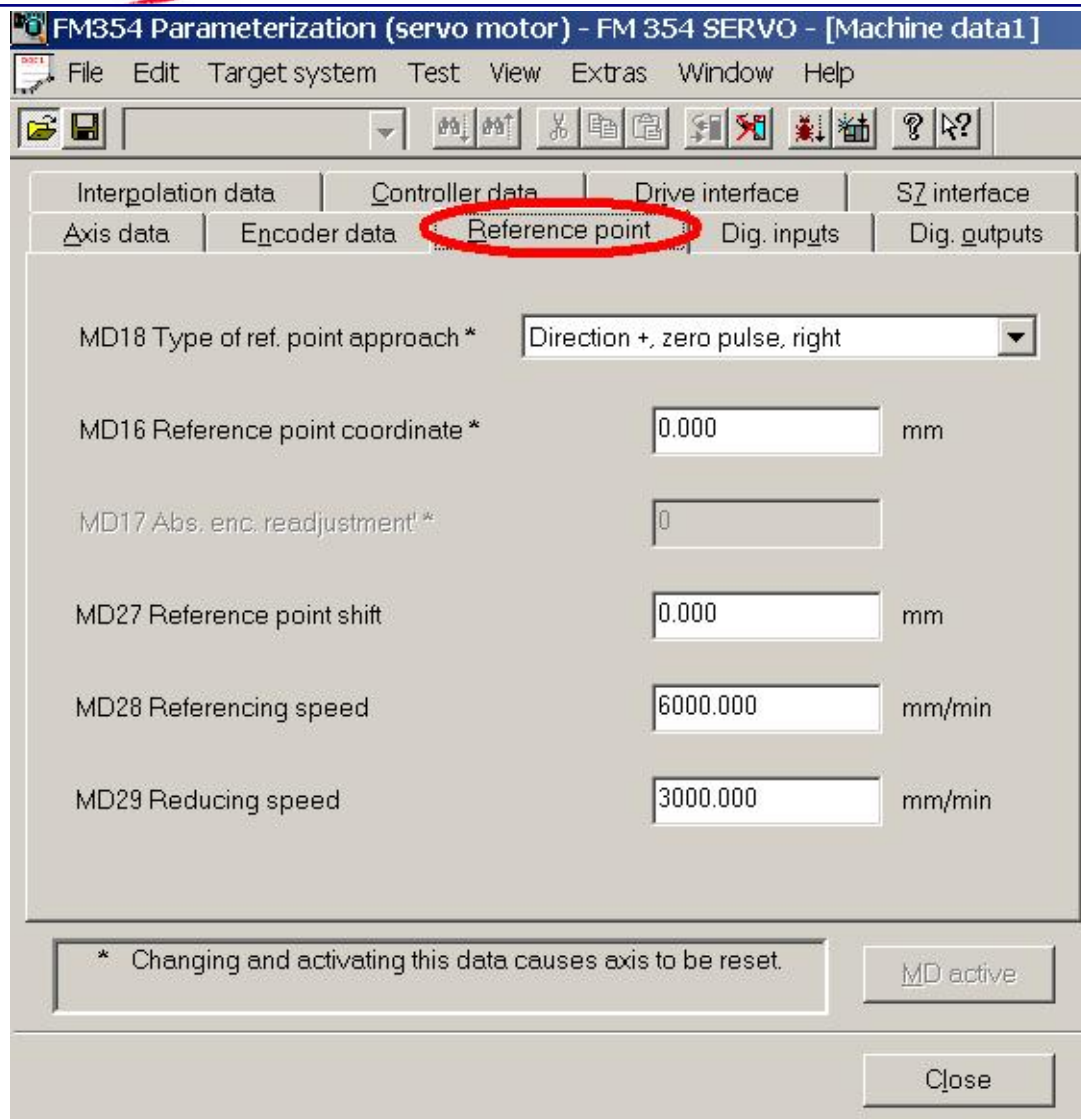 FM354 Parameterization (servo motor) - FM 354 SERVO - [Machine data1]
File Edit Target system Test View Extras Window Help
Interpolation data Controller data Drive interface S7 interface
Axis data Encoder data Reference point Dig. inputs Dig. outputs
MD18 Type of ref. point approach * Direction +, zero pulse, right
MD16 Reference point coordinate * 0.000 mm
MD17 Abs. enc. readjustment' * 0
MD27 Reference point shift 0.000 mm
MD28 Referencing speed 6000.000 mm/min
MD29 Reducing speed 3000.000 mm/min
* Changing and activating this data causes axis to be reset. MD active
Close